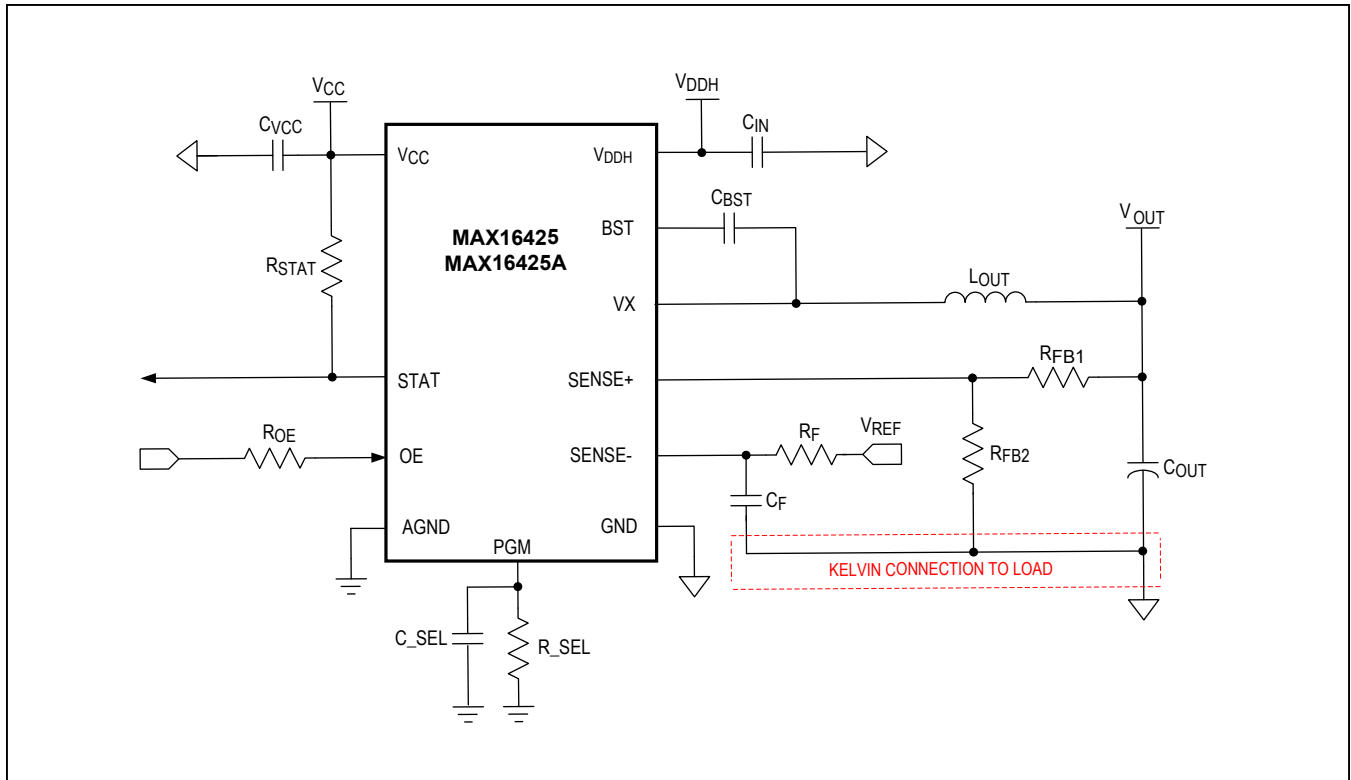 VCC
VDDH
CVCC
CIN
VCC
VDDH
CBST
BST
MAX16425
MAX16425A
VOUT
RSTAT
LOUT
VX
RFB1
STAT
SENSE+
ROE
OE
SENSE-
RF
VREF
RFB2
COUT
CF
AGND
GND
PGM
KELVIN CONNECTION TO LOAD
C_SEL
R_SEL